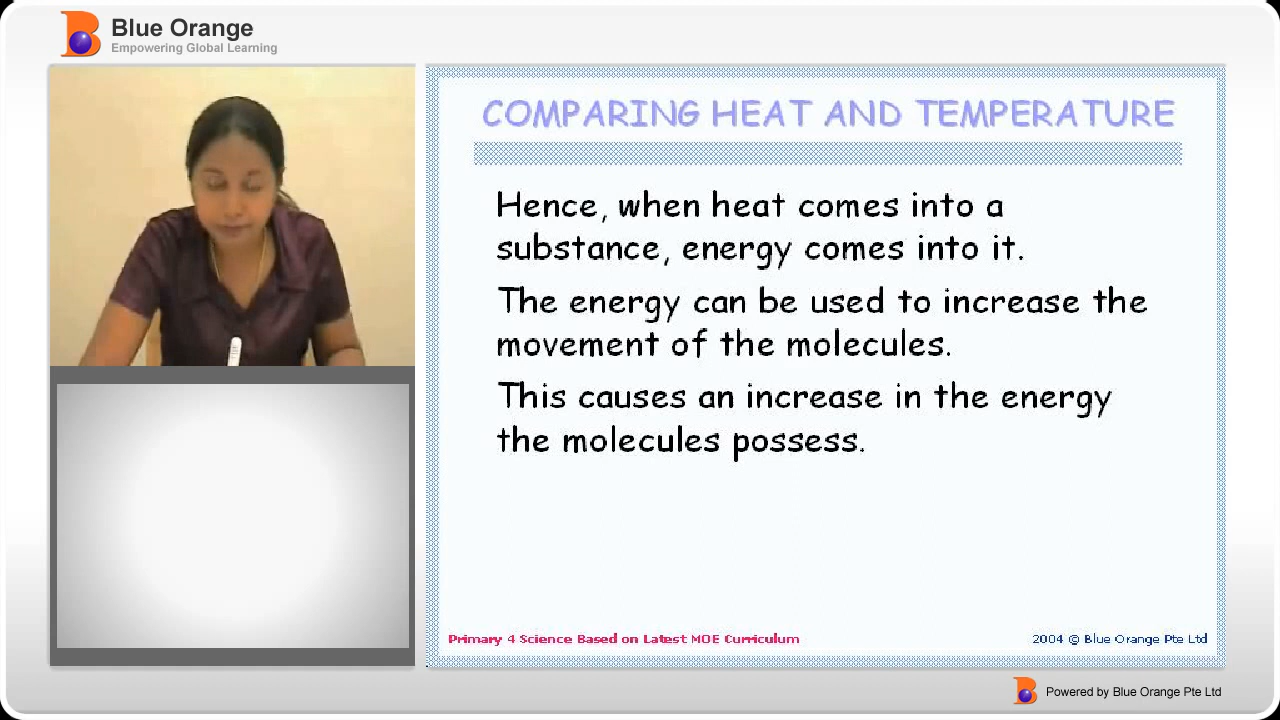 Blue Orange
Empowering Global Learning
COMPARING HEAT AND TEMPERATURE
Hence, when heat comes into a
substance, energy comes into it.
The energy can be used to increase the
movement of the molecules.
This causes an increase in the energy
the molecules possess.
Primary 4 Science Based on Latest MOE Curriculum
2004 © Blue Orange Pte Ltd
Powered by Blue Orange Pte Ltd